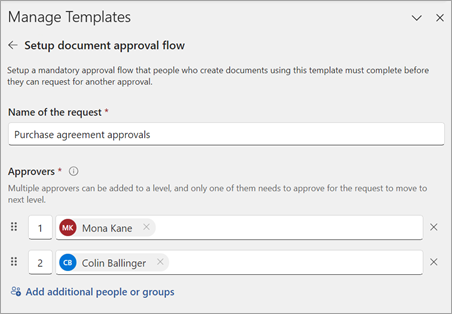 Manage Templates
Setup document approval flow
Setup a mandatory approval flow that people who create documents using this template must complete before
they can request for another approval.
Name of the request *
Purchase agreement approvals
Approvers *
Multiple approvers can be added to a level, and only one of them needs to approve for the request to move to
next level.
1 MK Mona Kane
2 CB Colin Ballinger
Add additional people or groups